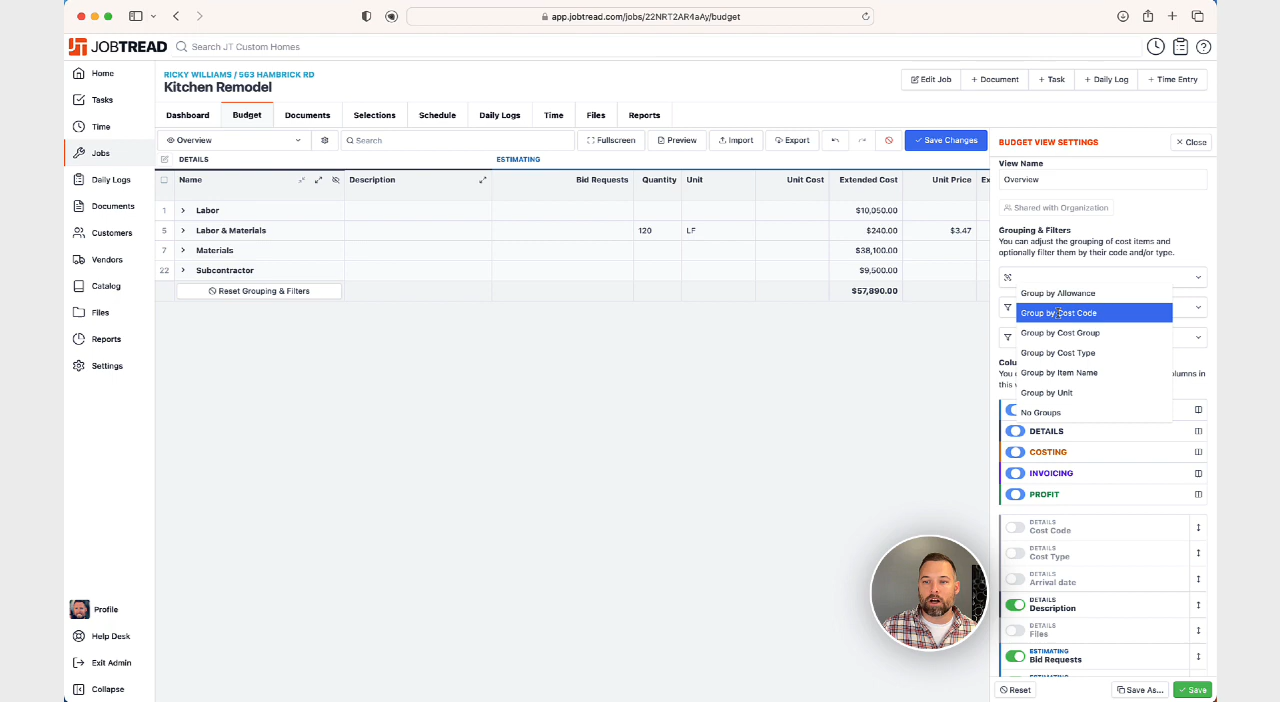 app.jobtread.com/jobs/22NRT2AR4aAy/budget
JOBTREAD
Search JT Custom Homes
Home
Tasks
Time
Jobs
Daily Logs
Documents
Customers
Vendors
Catalog
Files
Reports
Settings
Profile
Help Desk
Exit Admin
Collapse
RICKY WILLIAMS / 563 HAMBRICK RD
Kitchen Remodel
Edit Job
+ Document
+ Task
+ Daily Log
+ Time Entry
Dashboard Budget Documents Selections Schedule Daily Logs Time Files Reports
Overview
Search
Fullscreen
Preview
Import
Export
Save Changes
DETAILS ESTIMATING
Name Description Bid Requests Quantity Unit Unit Cost Extended Cost Unit Price Ex
1 Labor $10,050.00
5 Labor & Materials 120 LF $240.00 $3.47
7 Materials $38,100.00
22 Subcontractor $9,500.00
Reset Grouping & Filters $57,890.00
BUDGET VIEW SETTINGS
Close
View Name
Overview
Shared with Organization
Grouping & Filters
You can adjust the grouping of cost items and
optionally filter them by their code and/or type.
Group by Allowance
Group by Cost Code
Group by Cost Group
Group by Cost Type
Group by Item Name
Group by Unit
No Groups
Colu
You c
olumns in
this v
DETAILS
COSTING
INVOICING
PROFIT
DETAILS
Cost Code
DETAILS
Cost Type
DETAILS
Arrival date
DETAILS
Description
DETAILS
Files
ESTIMATING
Bid Requests
ESTIMATING
Reset
Save As...
Save